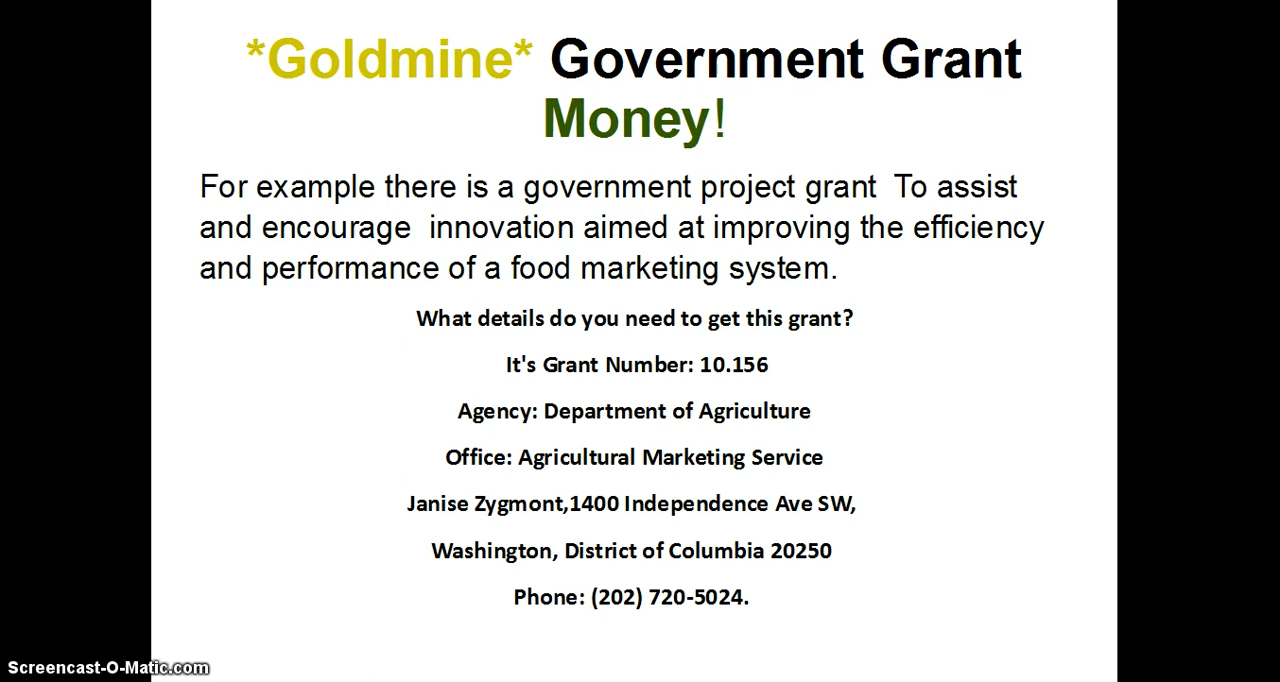 *Goldmine* Government Grant
Money!
For example there is a government project grant  To assist
and encourage  innovation aimed at improving the efficiency
and performance of a food marketing system.
What details do you need to get this grant?
It's Grant Number: 10.156
Agency: Department of Agriculture
Office: Agricultural Marketing Service
Janise Zygmont,1400 Independence Ave SW,
Washington, District of Columbia 20250
Phone: (202) 720-5024.
Screencast-O-Matic.com